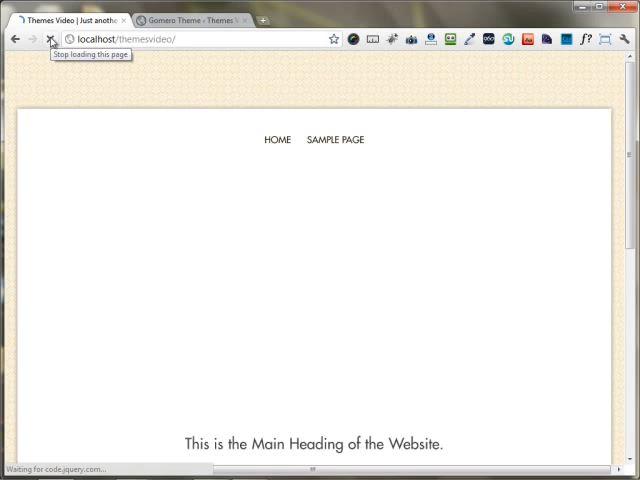 Themes Video | Just anothe
Gomero Theme ‹ Themes V
localhost/themesvideo/
f?
Stop loading this page
HOME SAMPLE PAGE
This is the Main Heading of the Website.
Waiting for code.jquery.com...